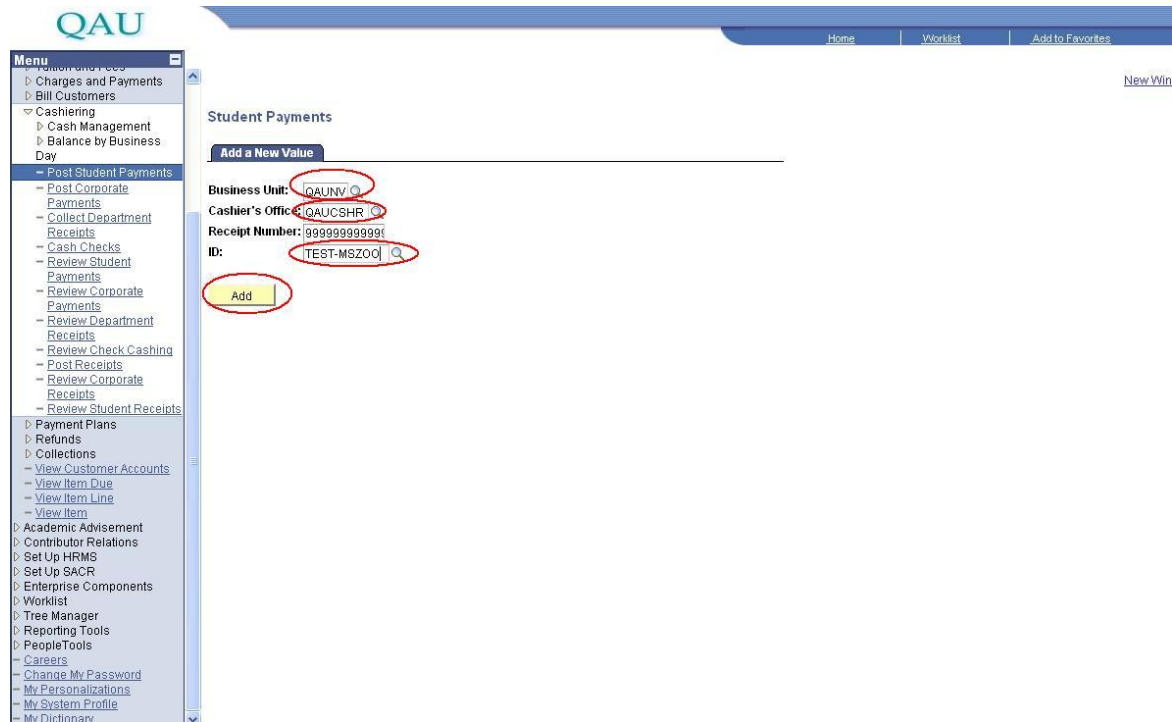 QAU
Home
Worklist
Add to Favorites
New Win
Menu
Tuition and Fees
Charges and Payments
Bill Customers
Cashiering
Cash Management
Balance by Business
Day
Post Student Payments
Post Corporate
Payments
Collect Department
Receipts
Cash Checks
Review Student
Payments
Review Corporate
Payments
Review Department
Receipts
Review Check Cashing
Post Receipts
Review Corporate
Receipts
Review Student Receipts
Payment Plans
Refunds
Collections
View Customer Accounts
View Item Due
View Item Line
View Item
Academic Advisement
Contributor Relations
Set Up HRMS
Set Up SACR
Enterprise Components
Worklist
Tree Manager
Reporting Tools
PeopleTools
Careers
Change My Password
My Personalizations
My System Profile
My Dictionary
Student Payments
Add a New Value
Business Unit: QAUNV
Cashier's Office: QAUCSHR
Receipt Number: 999999999999
ID: TEST-MSZOO
Add